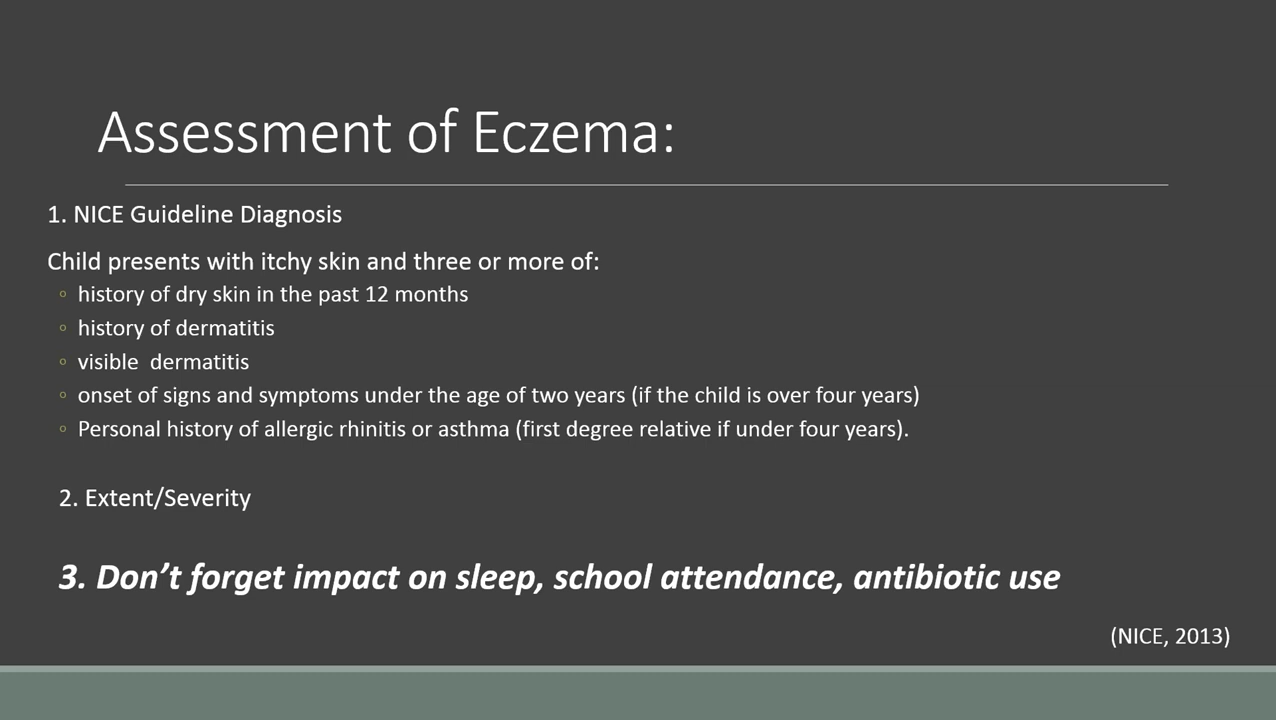 Assessment of Eczema:
1. NICE Guideline Diagnosis
Child presents with itchy skin and three or more of:
◦ history of dry skin in the past 12 months
◦ history of dermatitis
◦ visible  dermatitis
◦ onset of signs and symptoms under the age of two years (if the child is over four years)
◦ Personal history of allergic rhinitis or asthma (first degree relative if under four years).
2. Extent/Severity
3. Don’t forget impact on sleep, school attendance, antibiotic use
(NICE, 2013)